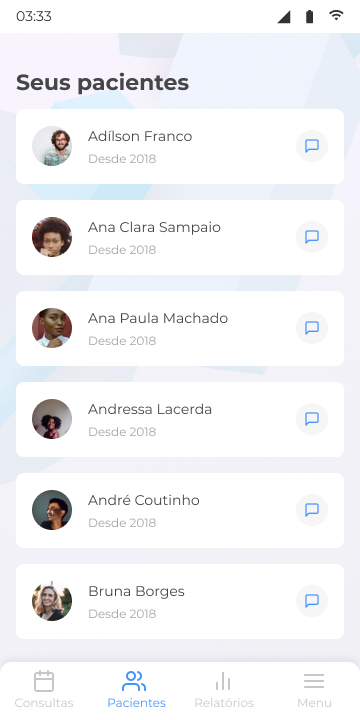 03:33
Seus pacientes
Adílson Franco
Desde 2018
Ana Clara Sampaio
Desde 2018
Ana Paula Machado
Desde 2018
Andressa Lacerda
Desde 2018
André Coutinho
Desde 2018
Bruna Borges
Desde 2018
Consultas Pacientes Relatórios Menu